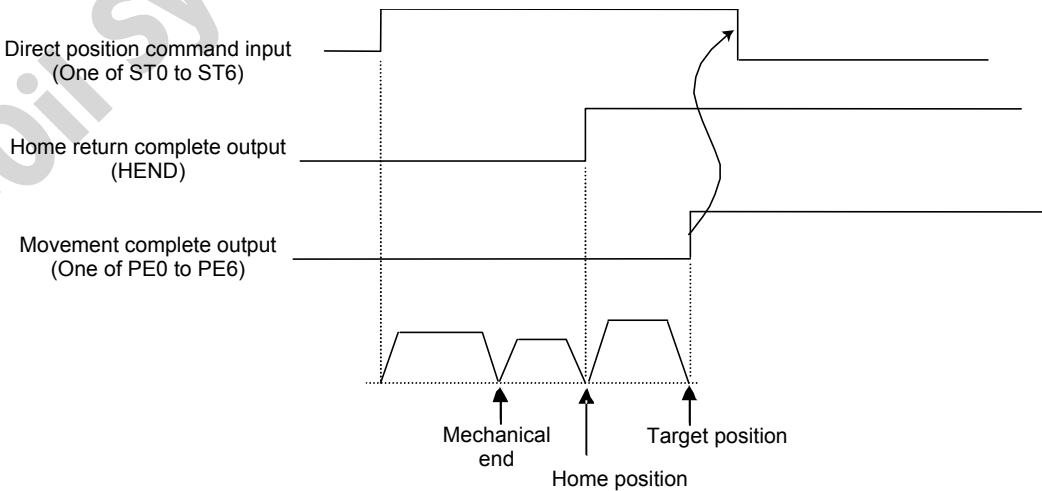 Direct position command input
(One of ST0 to ST6)
Home return complete output
(HEND)
Movement complete output
(One of PE0 to PE6)
Mechanical
end
Target position
Home position